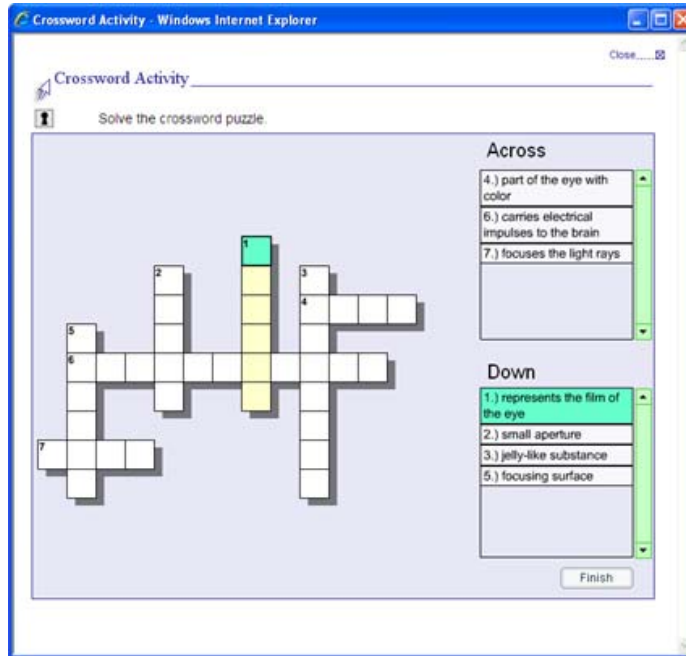 Crossword Activity - Windows Internet Explorer
Close.....
Crossword Activity
Solve the crossword puzzle.
Across
4.) part of the eye with
color
6.) carries electrical
impulses to the brain
7.) focuses the light rays
1
2
3
4
5
6
7
Down
1.) represents the film of
the eye
2.) small aperture
3.) jelly-like substance
5.) focusing surface
Finish